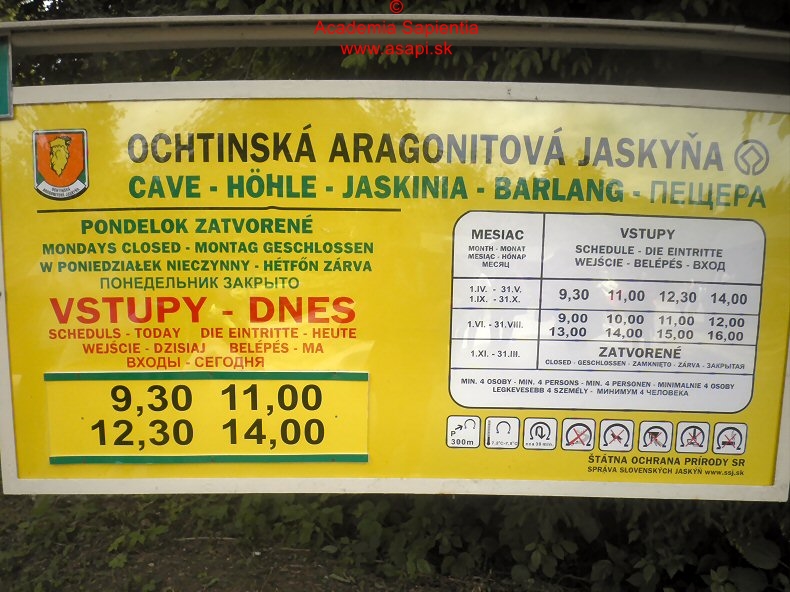 ©
Academia Sapientia
www.asapi.sk
OCHTINSKÁ ARAGONITOVÁ JASKYŇA
CAVE - HÖHLE - JASKINIA - BARLANG - ПЕЩЕРА
OCHTINSKÁ
ARAGONITOVÁ JASKYŇA
PONDELOK ZATVORENÉ
MONDAYS CLOSED - MONTAG GESCHLOSSEN
W PONIEDZIAŁEK NIECZYNNY - HÉTFŐN ZÁRVA
ПОНЕДЕЛЬНИК ЗАКРЫТО
VSTUPY - DNES
SCHEDULS - TODAY DIE EINTRITTE - HEUTE
WEJŚCIE - DZISIAJ BELÉPÉS - MA
ВХОДЫ - СЕГОДНЯ
9,30 11,00
12,30 14,00
MESIAC
MONTH - MONAT
MESIAC - HÓNAP
МЕСЯЦ
VSTUPY
SCHEDULE - DIE EINTRITTE
WEJŚCIE - BELÉPÉS - ВХОД
1.IV. - 31.V.
1.IX. - 31.X.
9,30 11,00 12,30 14,00
1.VI. - 31.VIII.
9,00 10,00 11,00 12,00
13,00 14,00 15,00 16,00
1.XI. - 31.III.
ZATVORENÉ
CLOSED - GESCHLOSSEN - ZAMKNIĘTO - ZÁRVA - ЗАКРЫТАЯ
MIN. 4 OSOBY - MIN. 4 PERSONS - MIN. 4 PERSONEN - MINIMALNIE 4 OSOBY
LEGKEVESEBB 4 SZEMÉLY - МИНИМУМ 4 ЧЕЛОВЕКА
P
300m
ŠTÁTNA OCHRANA PRÍRODY SR
SPRÁVA SLOVENSKÝCH JASKÝŇ www.ssj.sk